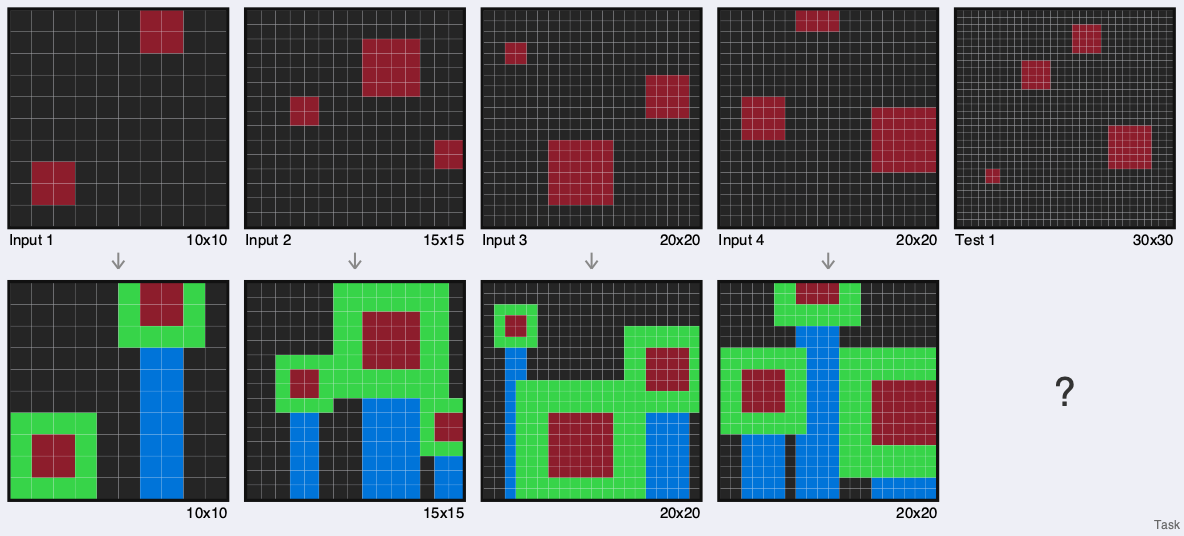 Input 1 10x10
Input 2 15x15
Input 3 20x20
Input 4 20x20
Test 1 30x30
?
10x10
15x15
20x20
20x20
Task